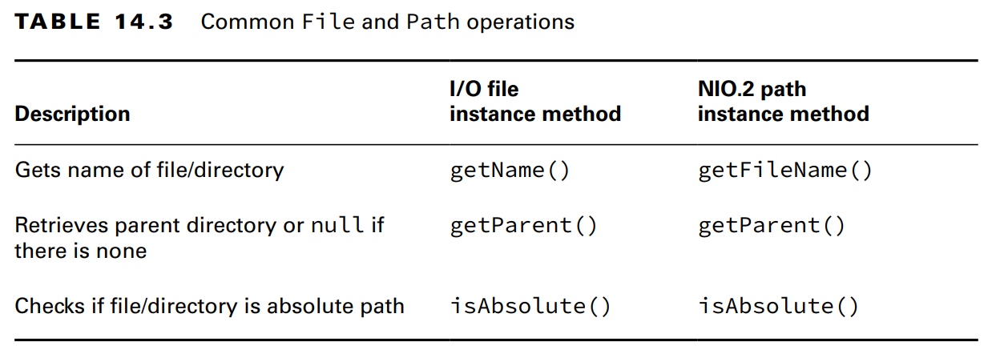 TABLE 14.3 Common File and Path operations
Description I/O file instance method NIO.2 path instance method
Gets name of file/directory getName() getFileName()
Retrieves parent directory or null if there is none getParent() getParent()
Checks if file/directory is absolute path isAbsolute() isAbsolute()